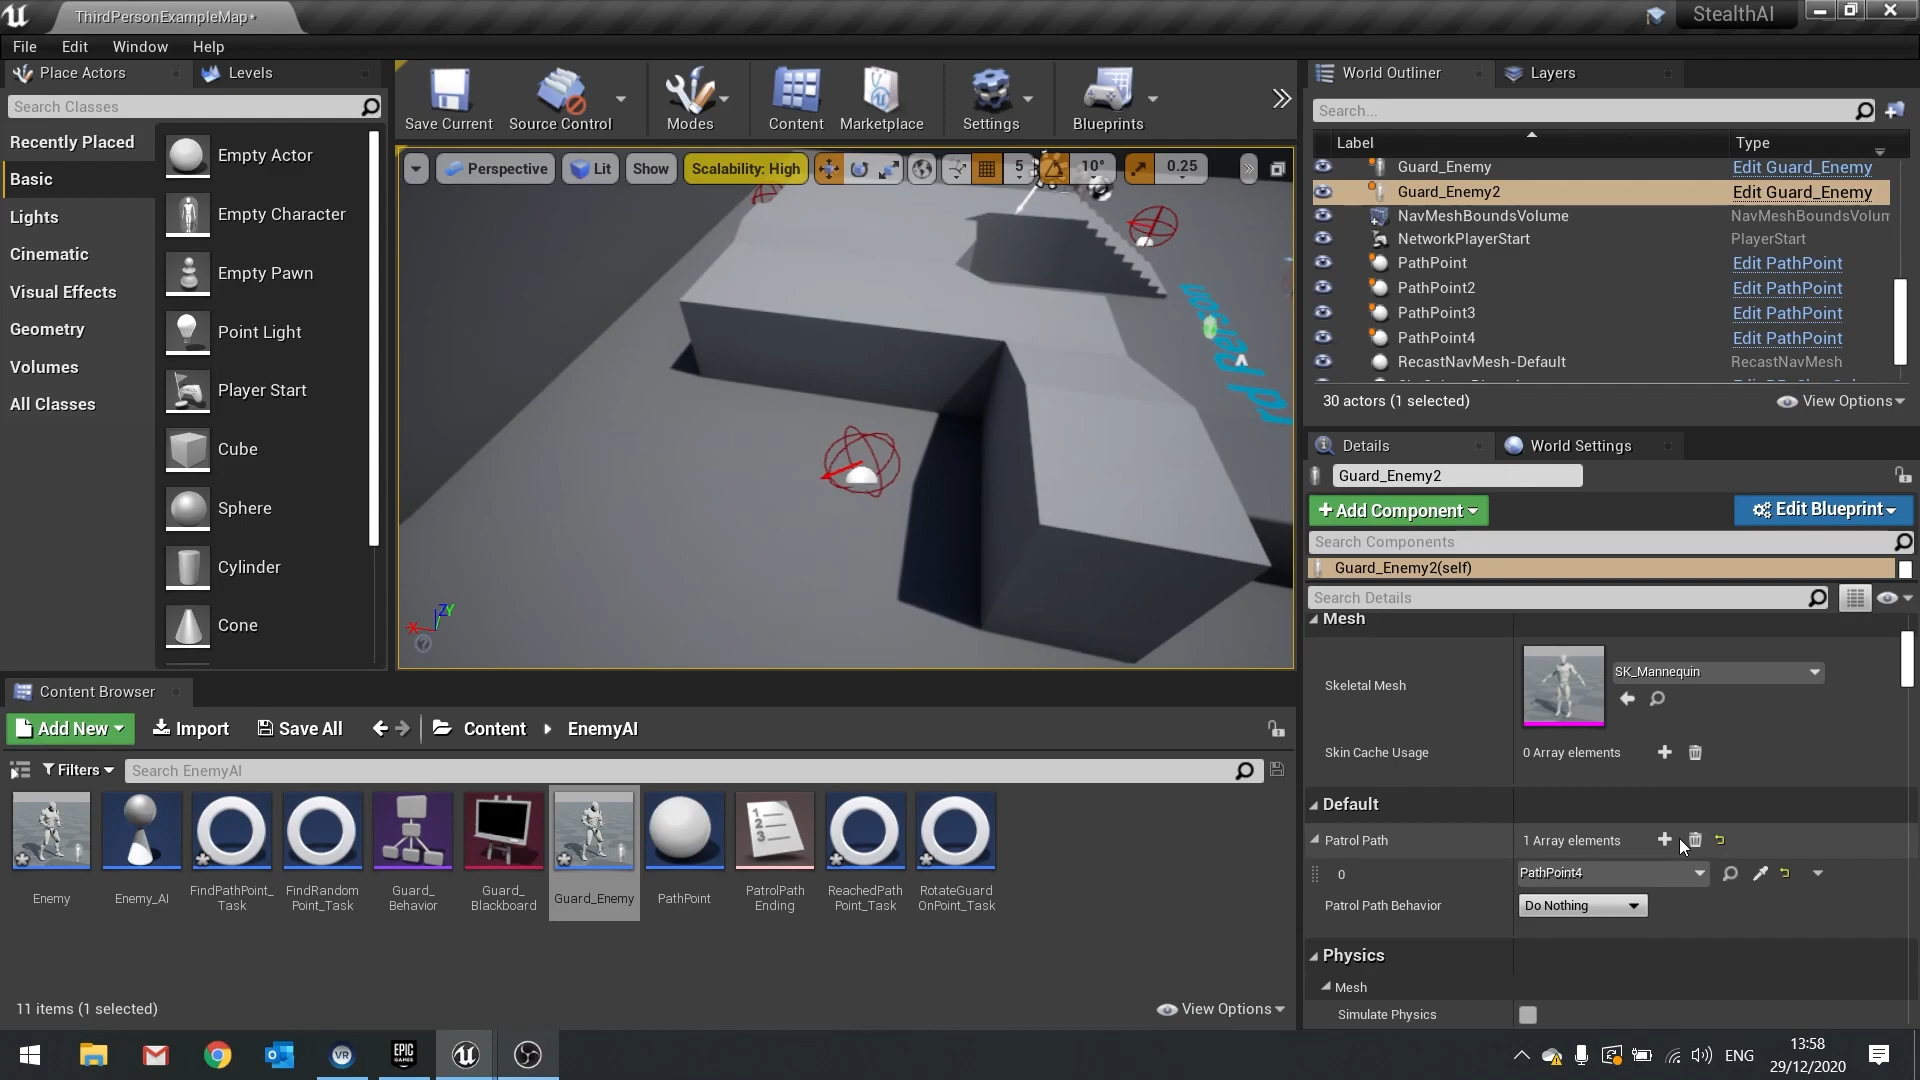 ThirdPersonExampleMap*
StealthAI
File Edit Window Help
Place Actors
Levels
Search Classes
Recently Placed
Basic
Lights
Cinematic
Visual Effects
Geometry
Volumes
All Classes
Empty Actor
Empty Character
Empty Pawn
Point Light
Player Start
Cube
Sphere
Cylinder
Cone
Save Current
Source Control
Modes
Content
Marketplace
Settings
Blueprints
Perspective
Lit
Show
Scalability: High
5
10°
0.25
World Outliner
Layers
Search...
Label Type
Guard_Enemy Edit Guard_Enemy
Guard_Enemy2 Edit Guard_Enemy
NavMeshBoundsVolume NavMeshBoundsVolum
NetworkPlayerStart PlayerStart
PathPoint Edit PathPoint
PathPoint2 Edit PathPoint
PathPoint3 Edit PathPoint
PathPoint4 Edit PathPoint
RecastNavMesh-Default RecastNavMesh
30 actors (1 selected)
View Options
Details
World Settings
Guard_Enemy2
Add Component
Edit Blueprint
Search Components
Guard_Enemy2(self)
Search Details
Mesh
Skeletal Mesh
SK_Mannequin
Skin Cache Usage
0 Array elements
Default
Patrol Path
1 Array elements
0
PathPoint4
Patrol Path Behavior
Do Nothing
Physics
Mesh
Simulate Physics
X
Z
Y
Content Browser
Add New
Import
Save All
Content
EnemyAI
Filters
Search EnemyAI
Enemy
Enemy_AI
FindPathPoint_
Task
FindRandom
Point_Task
Guard_
Behavior
Guard_
Blackboard
Guard_Enemy
PathPoint
PatrolPath
Ending
ReachedPath
Point_Task
RotateGuard
OnPoint_Task
11 items (1 selected)
View Options
VR
EPIC
GAMES
ENG
13:58
29/12/2020